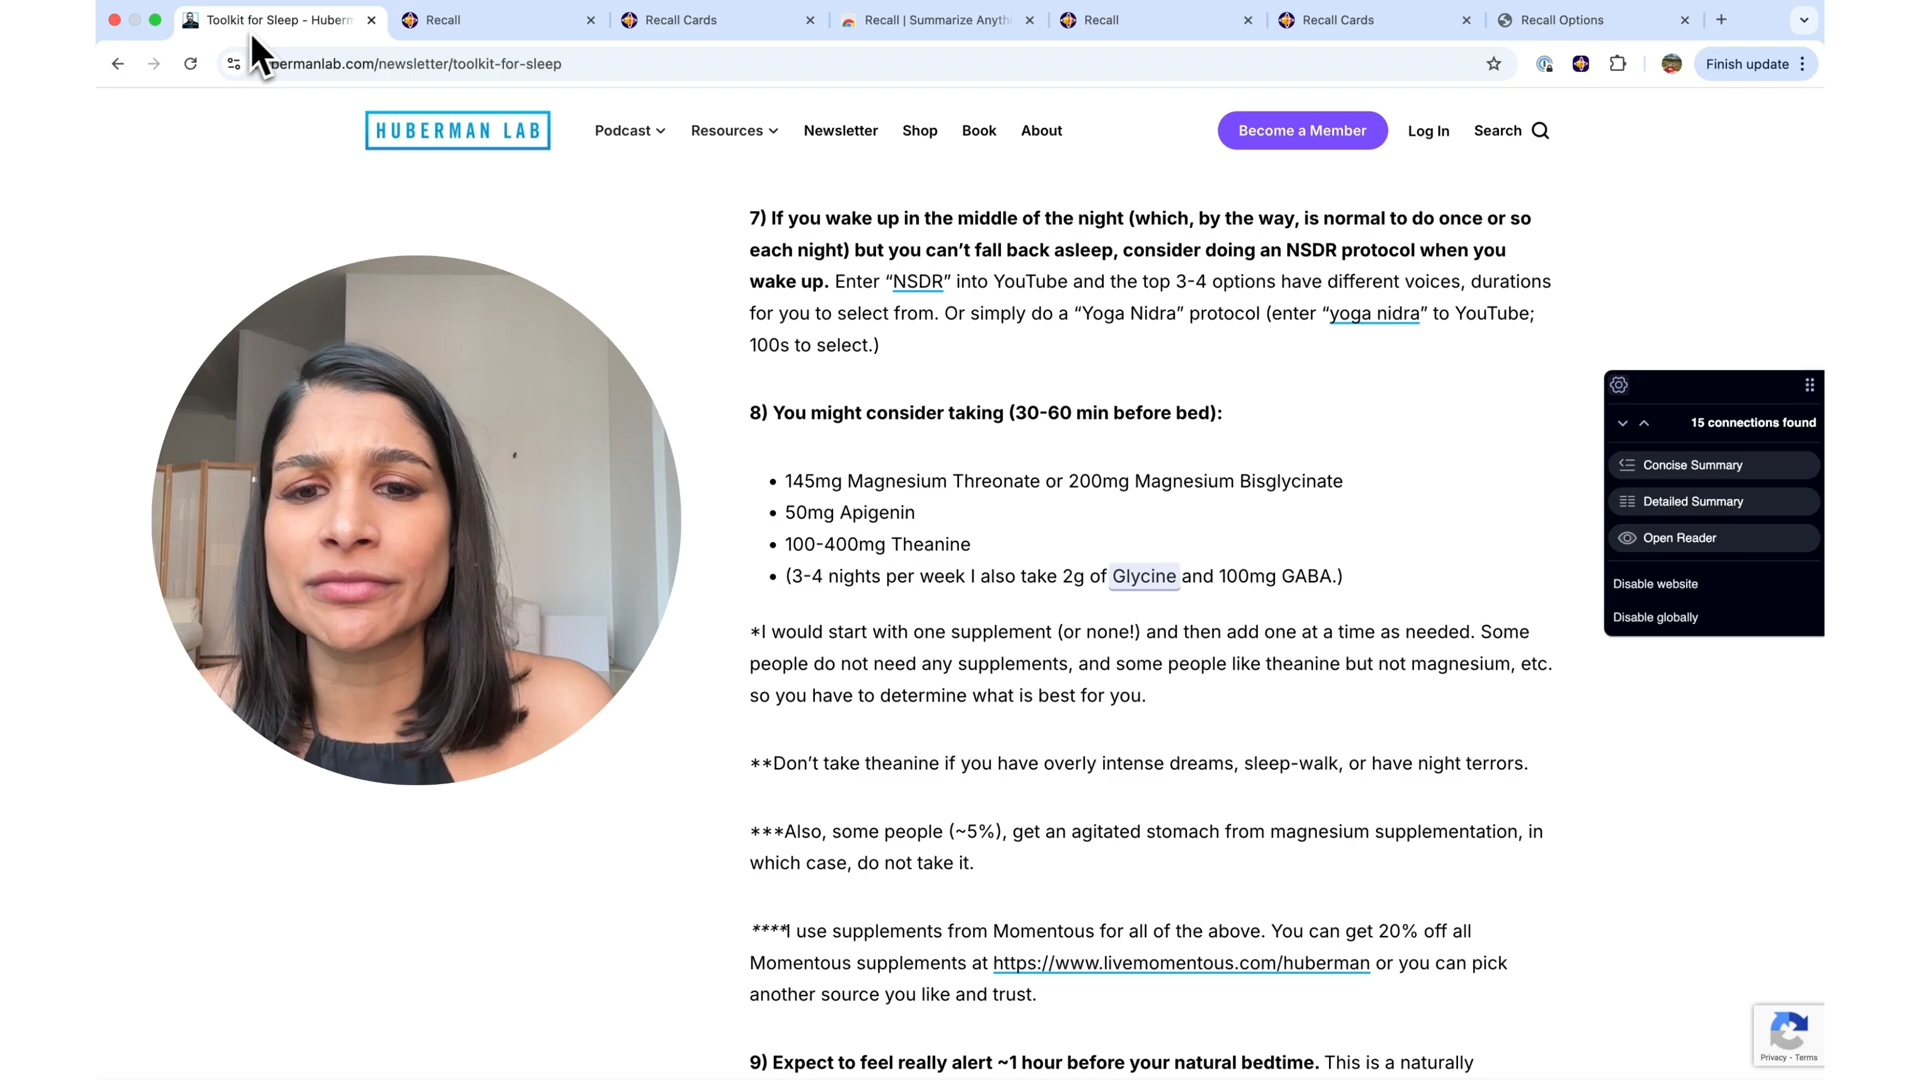 Toolkit for Sleep - Huberm
Recall
Recall Cards
Recall | Summarize Anythi
Recall
Recall Cards
Recall Options
bermanlab.com/newsletter/toolkit-for-sleep
Finish update
HUBERMAN LAB
Podcast
Resources
Newsletter
Shop
Book
About
Become a Member
Log In
Search
7) If you wake up in the middle of the night (which, by the way, is normal to do once or so
each night) but you can’t fall back asleep, consider doing an NSDR protocol when you
wake up. Enter “NSDR” into YouTube and the top 3-4 options have different voices, durations
for you to select from. Or simply do a “Yoga Nidra” protocol (enter “yoga nidra” to YouTube;
100s to select.)
8) You might consider taking (30-60 min before bed):
• 145mg Magnesium Threonate or 200mg Magnesium Bisglycinate
• 50mg Apigenin
• 100-400mg Theanine
• (3-4 nights per week I also take 2g of Glycine and 100mg GABA.)
*I would start with one supplement (or none!) and then add one at a time as needed. Some
people do not need any supplements, and some people like theanine but not magnesium, etc.
so you have to determine what is best for you.
**Don’t take theanine if you have overly intense dreams, sleep-walk, or have night terrors.
***Also, some people (~5%), get an agitated stomach from magnesium supplementation, in
which case, do not take it.
****I use supplements from Momentous for all of the above. You can get 20% off all
Momentous supplements at https://www.livemomentous.com/huberman or you can pick
another source you like and trust.
9) Expect to feel really alert ~1 hour before your natural bedtime. This is a naturally
15 connections found
Concise Summary
Detailed Summary
Open Reader
Disable website
Disable globally
Privacy - Terms